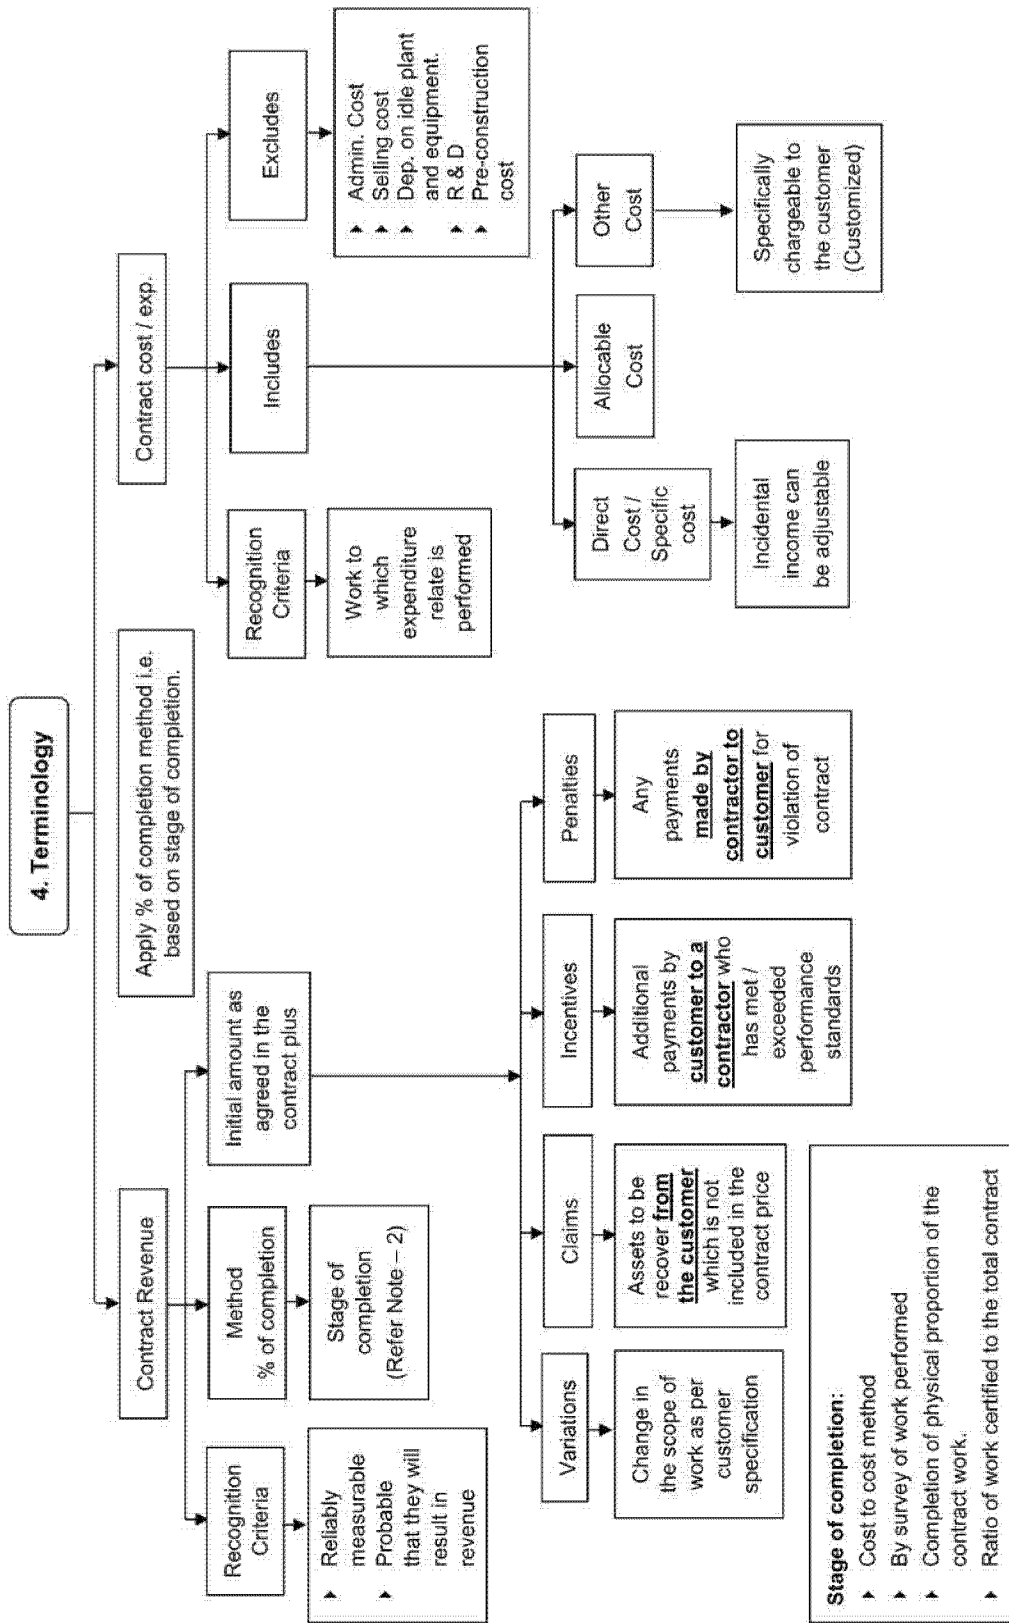 4. Terminology
Contract Revenue
Apply % of completion method i.e.
based on stage of completion.
Contract cost / exp.
Recognition
Criteria
Method
% of completion
Initial amount as
agreed in the
contract plus
Recognition
Criteria
Includes
Excludes
➤ Reliably
measurable
➤ Probable
that they will
result in
revenue
Stage of
completion
(Refer Note – 2)
Work to
which
expenditure
relate is
performed
➤ Admin. Cost
➤ Selling cost
➤ Dep. on idle plant
and equipment.
➤ R & D
➤ Pre-construction
cost
Variations
Claims
Incentives
Penalties
Direct
Cost /
Specific
cost
Allocable
Cost
Other
Cost
Change in
the scope of
work as per
customer
specification
Assets to be
recover from
the customer
which is not
included in the
contract price
Additional
payments by
customer to a
contractor who
has met /
exceeded
performance
standards
Any
payments
made by
contractor to
customer for
violation of
contract
Incidental
income can
be adjustable
Specifically
chargeable to
the customer
(Customized)
Stage of completion:
➤ Cost to cost method
➤ By survey of work performed
➤ Completion of physical proportion of the
contract work.
➤ Ratio of work certified to the total contract